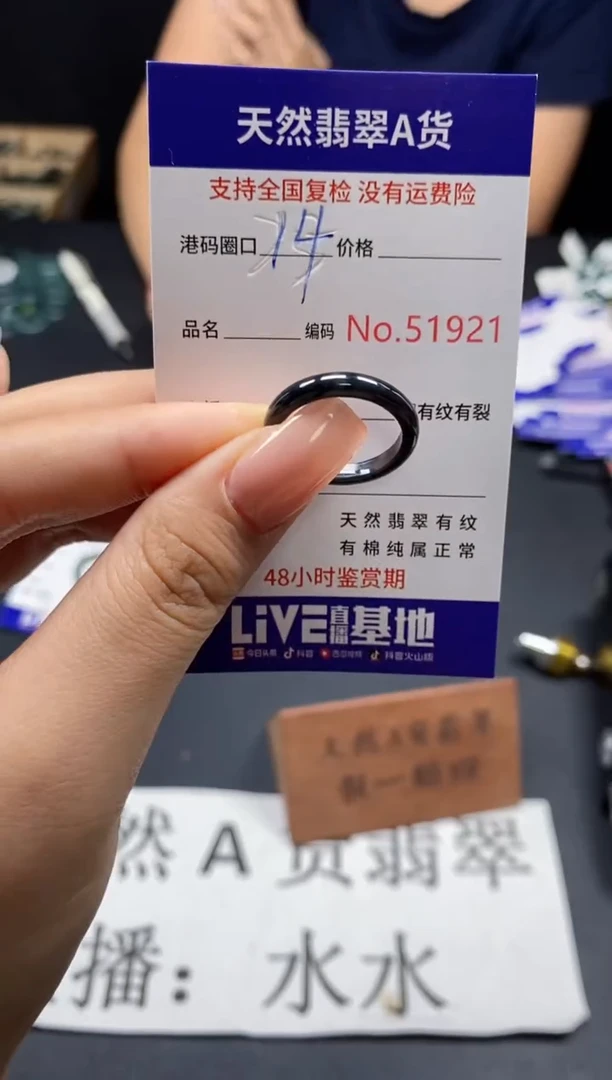 天然翡翠A货
支持全国复检 没有运费险
港码圈口 14 价格
品名 编码 No.51921
有纹有裂
天然翡翠有纹
有棉纯属正常
48小时鉴赏期
LiVE直播基地
今日头条 抖音 西瓜视频 抖音火山版
然A货翡翠
播：水水